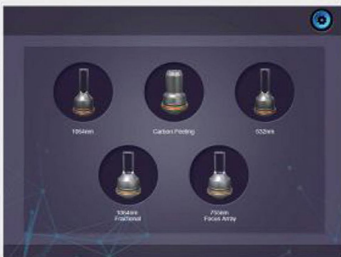 1064nm
Carbon Peeling
532nm
1064nm
Fractional
755nm
Focus Array